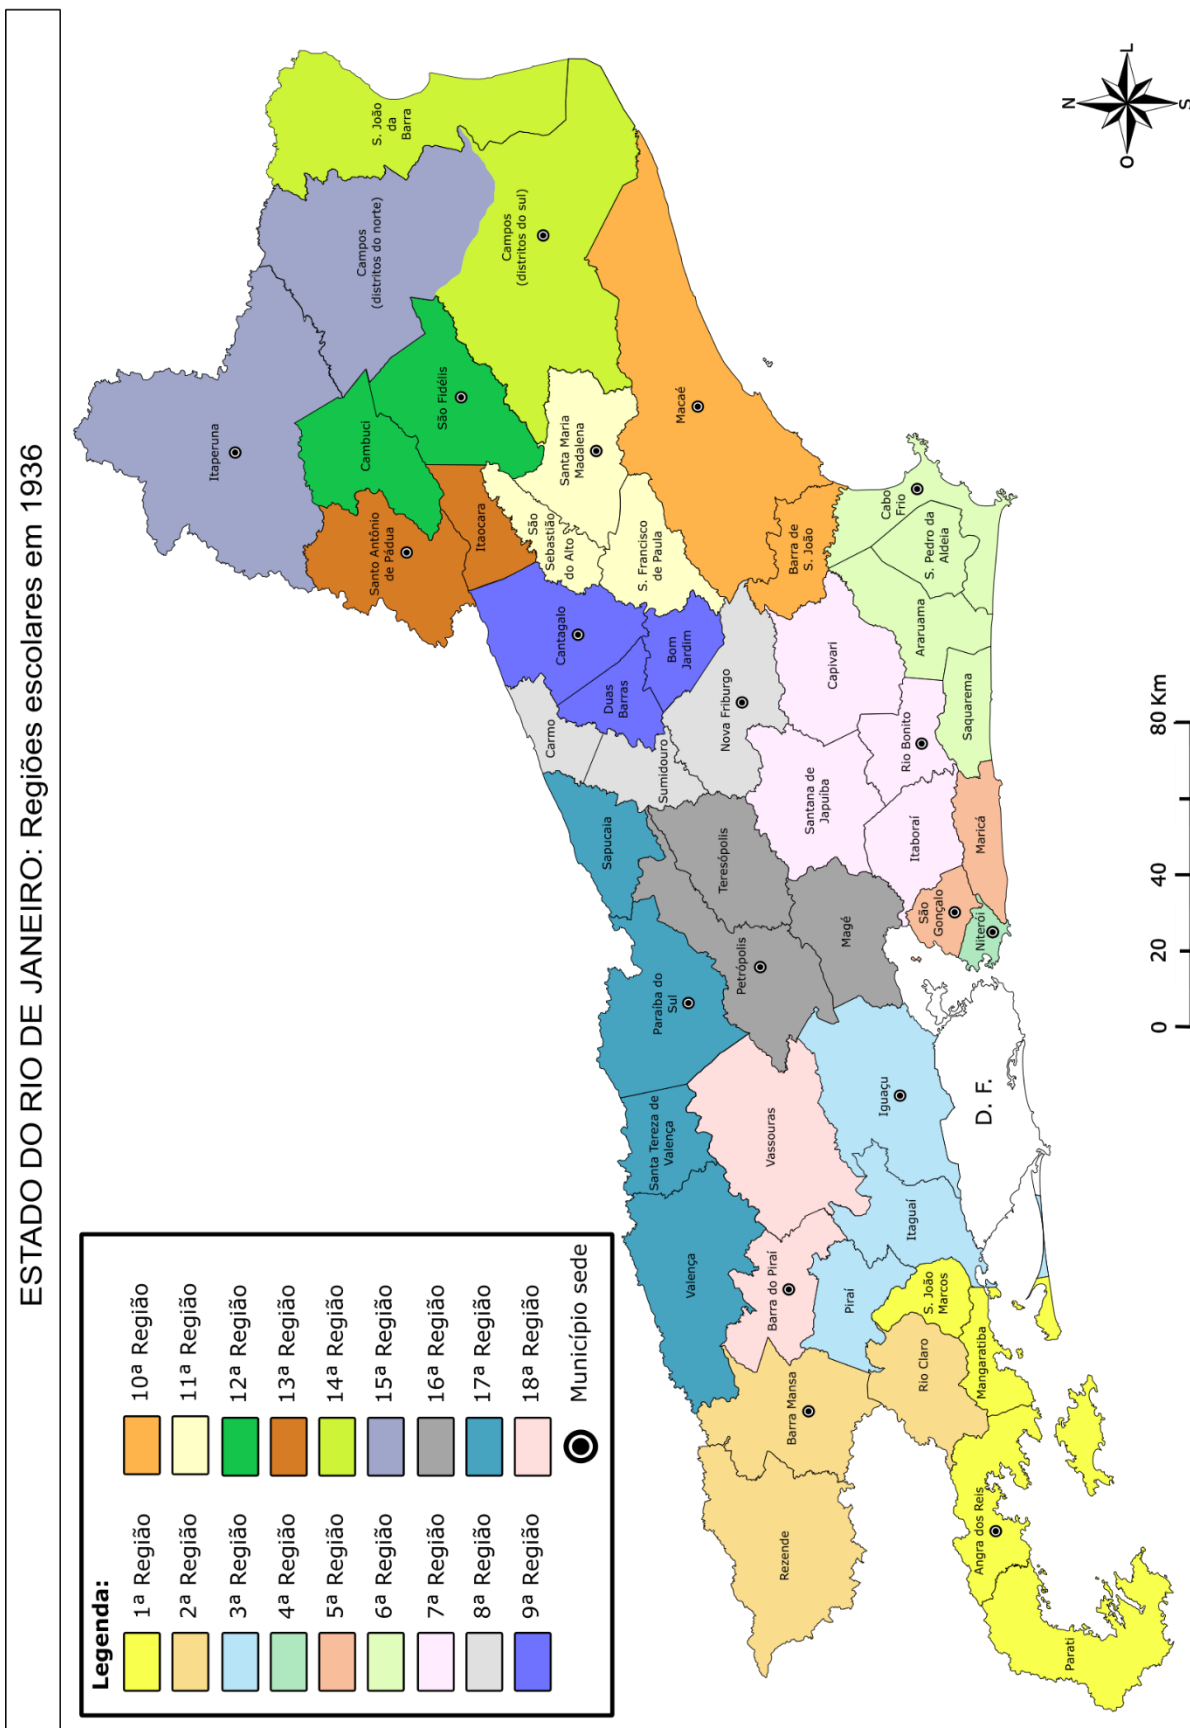 ESTADO DO RIO DE JANEIRO: Regiões escolares em 1936
Legenda:
1ª Região
2ª Região
3ª Região
4ª Região
5ª Região
6ª Região
7ª Região
8ª Região
9ª Região
10ª Região
11ª Região
12ª Região
13ª Região
14ª Região
15ª Região
16ª Região
17ª Região
18ª Região
Município sede
Itaperuna
Campos
(distritos do norte)
S. João
da
Barra
Campos
(distritos do sul)
Cambuci
São Fidélis
Santo Antônio
de Pádua
Itaocara
São
Sebastião
do Alto
Santa Maria
Madalena
S. Francisco
de Paula
Macaé
Barra de
S. João
Cantagalo
Duas
Barras
Bom
Jardim
Carmo
Sumidouro
Nova Friburgo
Capivari
Cabo
Frio
S. Pedro da
Aldeia
Araruama
Saquarema
Rio Bonito
Santana de
Japuíba
Itaboraí
Maricá
São
Gonçalo
Niterói
Sapucaia
Teresópolis
Petrópolis
Magé
Paraíba do
Sul
Santa Tereza de
Valença
Valença
Vassouras
Barra do Piraí
Piraí
Iguaçu
Itaguaí
D. F.
S. João
Marcos
Mangaratiba
Rio Claro
Barra Mansa
Rezende
Angra dos Reis
Parati
N
O
L
S
0
20
40
80 Km